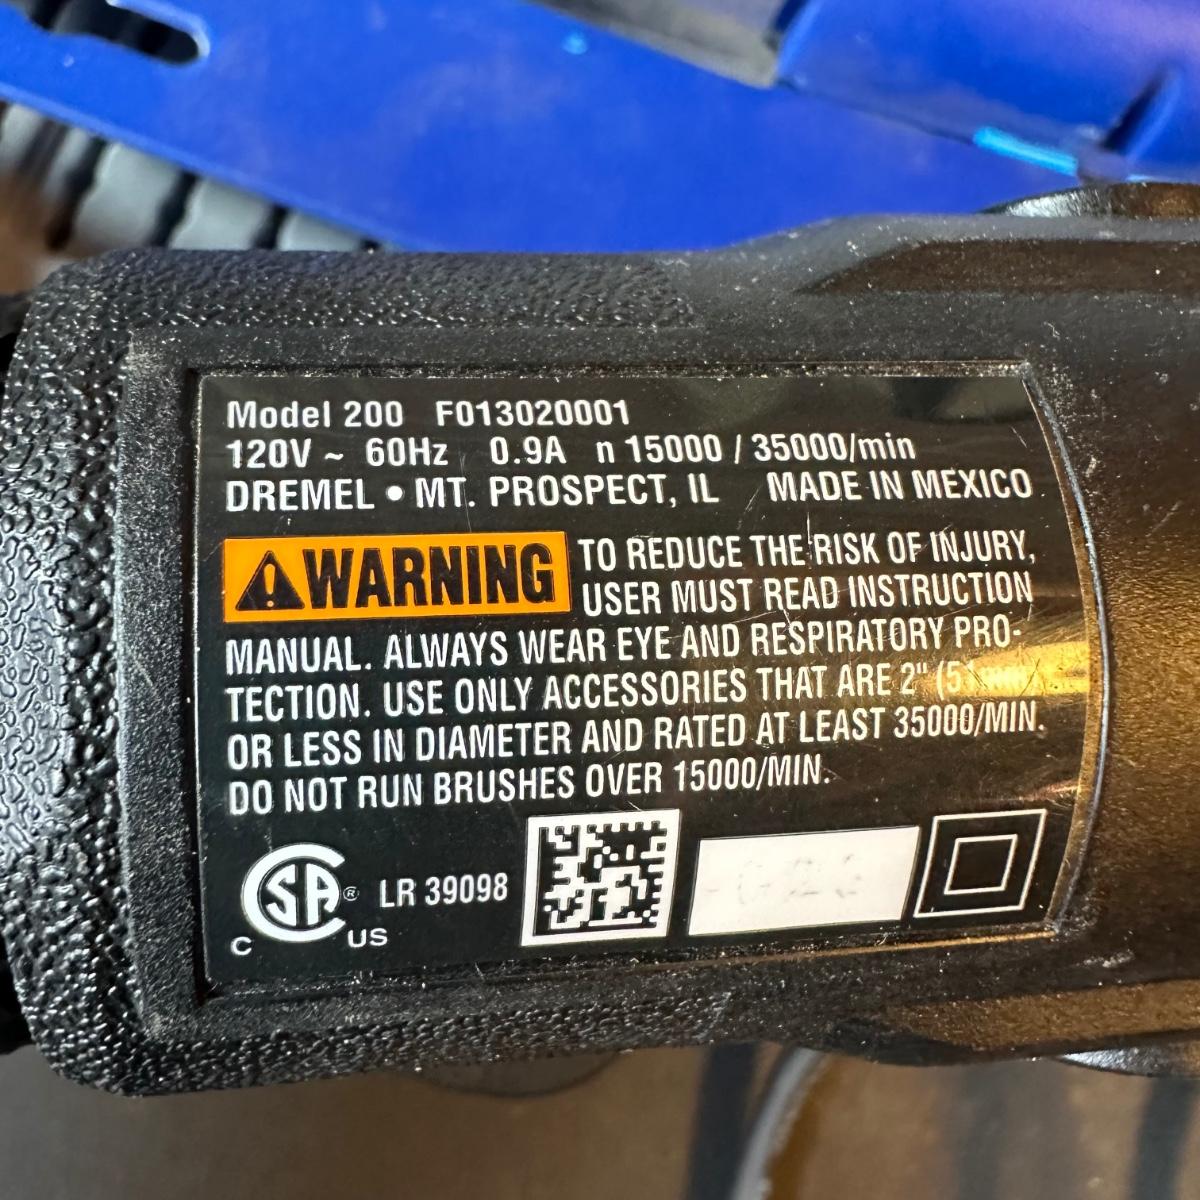 Model 200 F013020001
120V ~ 60Hz 0.9A n 15000 / 35000/min
DREMEL • MT. PROSPECT, IL MADE IN MEXICO
⚠WARNING TO REDUCE THE RISK OF INJURY,
USER MUST READ INSTRUCTION
MANUAL. ALWAYS WEAR EYE AND RESPIRATORY PRO-
TECTION. USE ONLY ACCESSORIES THAT ARE 2"
OR LESS IN DIAMETER AND RATED AT LEAST 35000/MIN.
DO NOT RUN BRUSHES OVER 15000/MIN.
CSA® LR 39098
C US